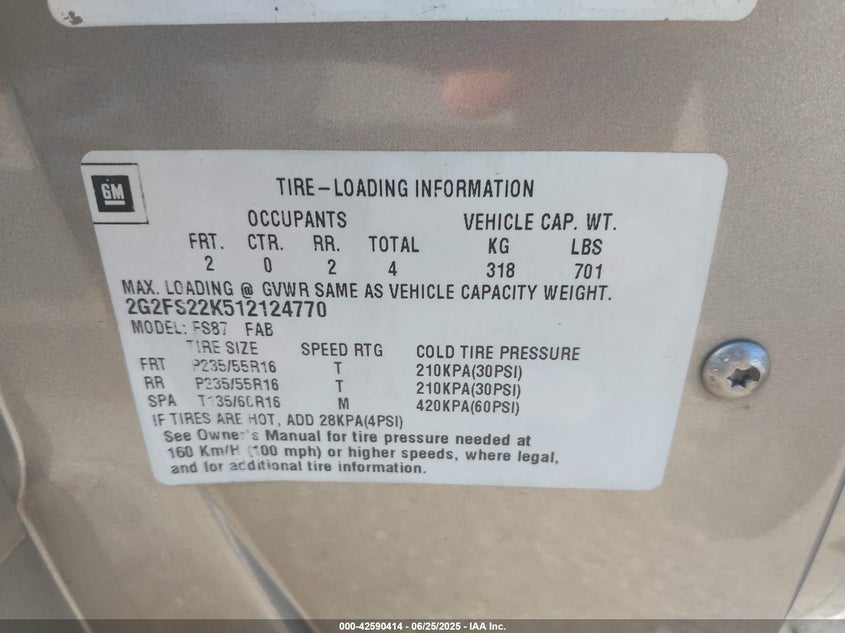 GM
TIRE-LOADING INFORMATION
OCCUPANTS VEHICLE CAP. WT.
FRT. CTR. RR. TOTAL KG LBS
2 0 2 4 318 701
MAX. LOADING @ GVWR SAME AS VEHICLE CAPACITY WEIGHT.
2G2FS22K512124770
MODEL: FS87 FAB
TIRE SIZE SPEED RTG COLD TIRE PRESSURE
FRT P235/55R16 T 210KPA(30PSI)
RR P235/55R16 T 210KPA(30PSI)
SPA T135/60R16 M 420KPA(60PSI)
IF TIRES ARE HOT, ADD 28KPA(4PSI)
See Owner's Manual for tire pressure needed at
160 Km/H (100 mph) or higher speeds, where legal,
and for additional tire information.
000-42590414 - 06/25/2025 - IAA Inc.